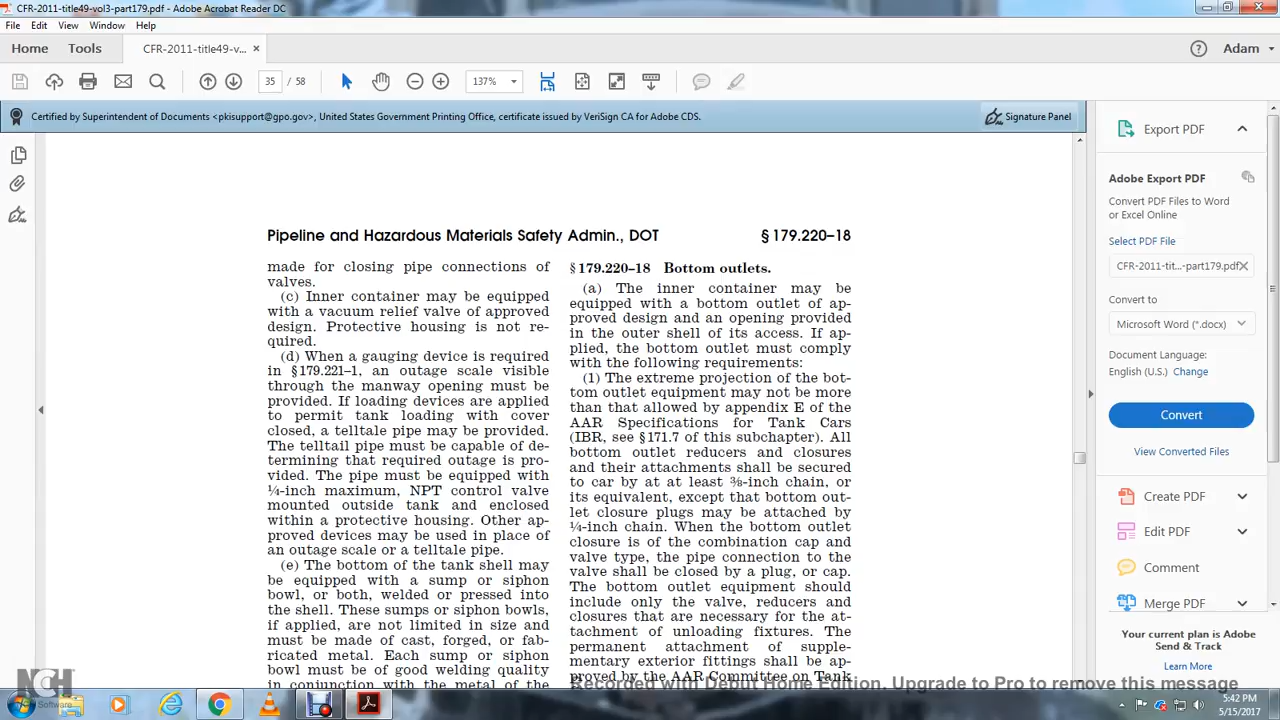 CFR-2011-title49-vol3-part179.pdf - Adobe Acrobat Reader DC
File Edit View Window Help
Home Tools CFR-2011-title49-v... × Adam
35 / 58 137%
Certified by Superintendent of Documents <pkisupport@gpo.gov>, United States Government Printing Office, certificate issued by VeriSign CA for Adobe CDS.
Signature Panel
Pipeline and Hazardous Materials Safety Admin., DOT § 179.220–18
made for closing pipe connections of
valves.
(c) Inner container may be equipped
with a vacuum relief valve of approved
design. Protective housing is not re-
quired.
(d) When a gauging device is required
in § 179.221–1, an outage scale visible
through the manway opening must be
provided. If loading devices are applied
to permit tank loading with cover
closed, a telltale pipe may be provided.
The telltail pipe must be capable of de-
termining that required outage is pro-
vided. The pipe must be equipped with
¼-inch maximum, NPT control valve
mounted outside tank and enclosed
within a protective housing. Other ap-
proved devices may be used in place of
an outage scale or a telltale pipe.
(e) The bottom of the tank shell may
be equipped with a sump or siphon
bowl, or both, welded or pressed into
the shell. These sumps or siphon bowls,
if applied, are not limited in size and
must be made of cast, forged, or fab-
ricated metal. Each sump or siphon
bowl must be of good welding quality
in conjunction with the metal of the
§ 179.220–18 Bottom outlets.
(a) The inner container may be
equipped with a bottom outlet of ap-
proved design and an opening provided
in the outer shell of its access. If ap-
plied, the bottom outlet must comply
with the following requirements:
(1) The extreme projection of the bot-
tom outlet equipment may not be more
than that allowed by appendix E of the
AAR Specifications for Tank Cars
(IBR, see § 171.7 of this subchapter). All
bottom outlet reducers and closures
and their attachments shall be secured
to car by at at least ⅜-inch chain, or
its equivalent, except that bottom out-
let closure plugs may be attached by
¼-inch chain. When the bottom outlet
closure is of the combination cap and
valve type, the pipe connection to the
valve shall be closed by a plug, or cap.
The bottom outlet equipment should
include only the valve, reducers and
closures that are necessary for the at-
tachment of unloading fixtures. The
permanent attachment of supple-
mentary exterior fittings shall be ap-
proved by the AAR Committee on Tank
Export PDF
Adobe Export PDF
Convert PDF Files to Word
or Excel Online
Select PDF File
CFR-2011-tit...-part179.pdf
Convert to
Microsoft Word (*.docx)
Document Language:
English (U.S.) Change
Convert
View Converted Files
Create PDF
Edit PDF
Comment
Merge PDF
Your current plan is Adobe
Send & Track
Learn More
NCH
Software
Recorded with Debut Home Edition, Upgrade to Pro to remove this message
5:42 PM
5/15/2017